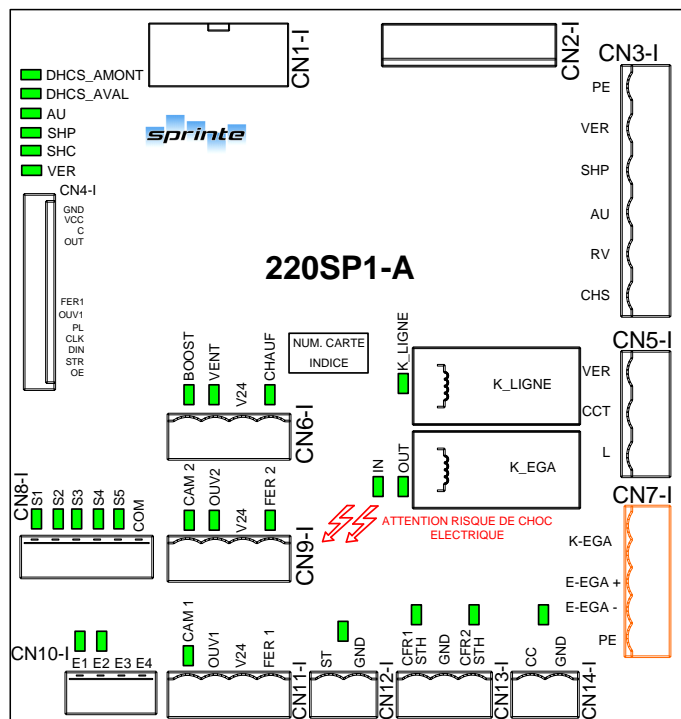 CN1-I
CN2-I
CN3-I
DHCS_AMONT
DHCS_AVAL
AU
SHP
SHC
VER
sprinte
PE
VER
SHP
AU
RV
CHS
CN4-I
GND
VCC
C
OUT
FER1
OUV1
PL
CLK
DIN
STR
OE
220SP1-A
NUM. CARTE
INDICE
BOOST
VENT
V24
CHAUF
CN6-I
K_LIGNE
K_LIGNE
CN5-I
VER
CCT
L
IN
OUT
K_EGA
CN8-I
S1
S2
S3
S4
S5
COM
CAM 2
OUV2
V24
FER 2
CN9-I
ATTENTION RISQUE DE CHOC
ELECTRIQUE
CN7-I
K-EGA
E-EGA +
E-EGA -
PE
CN10-I
E1
E2
E3
E4
CAM 1
OUV1
V24
FER 1
CN11-I
ST
GND
CN12-I
CFR1
STH
GND
CFR2
STH
CN13-I
CC
GND
CN14-I